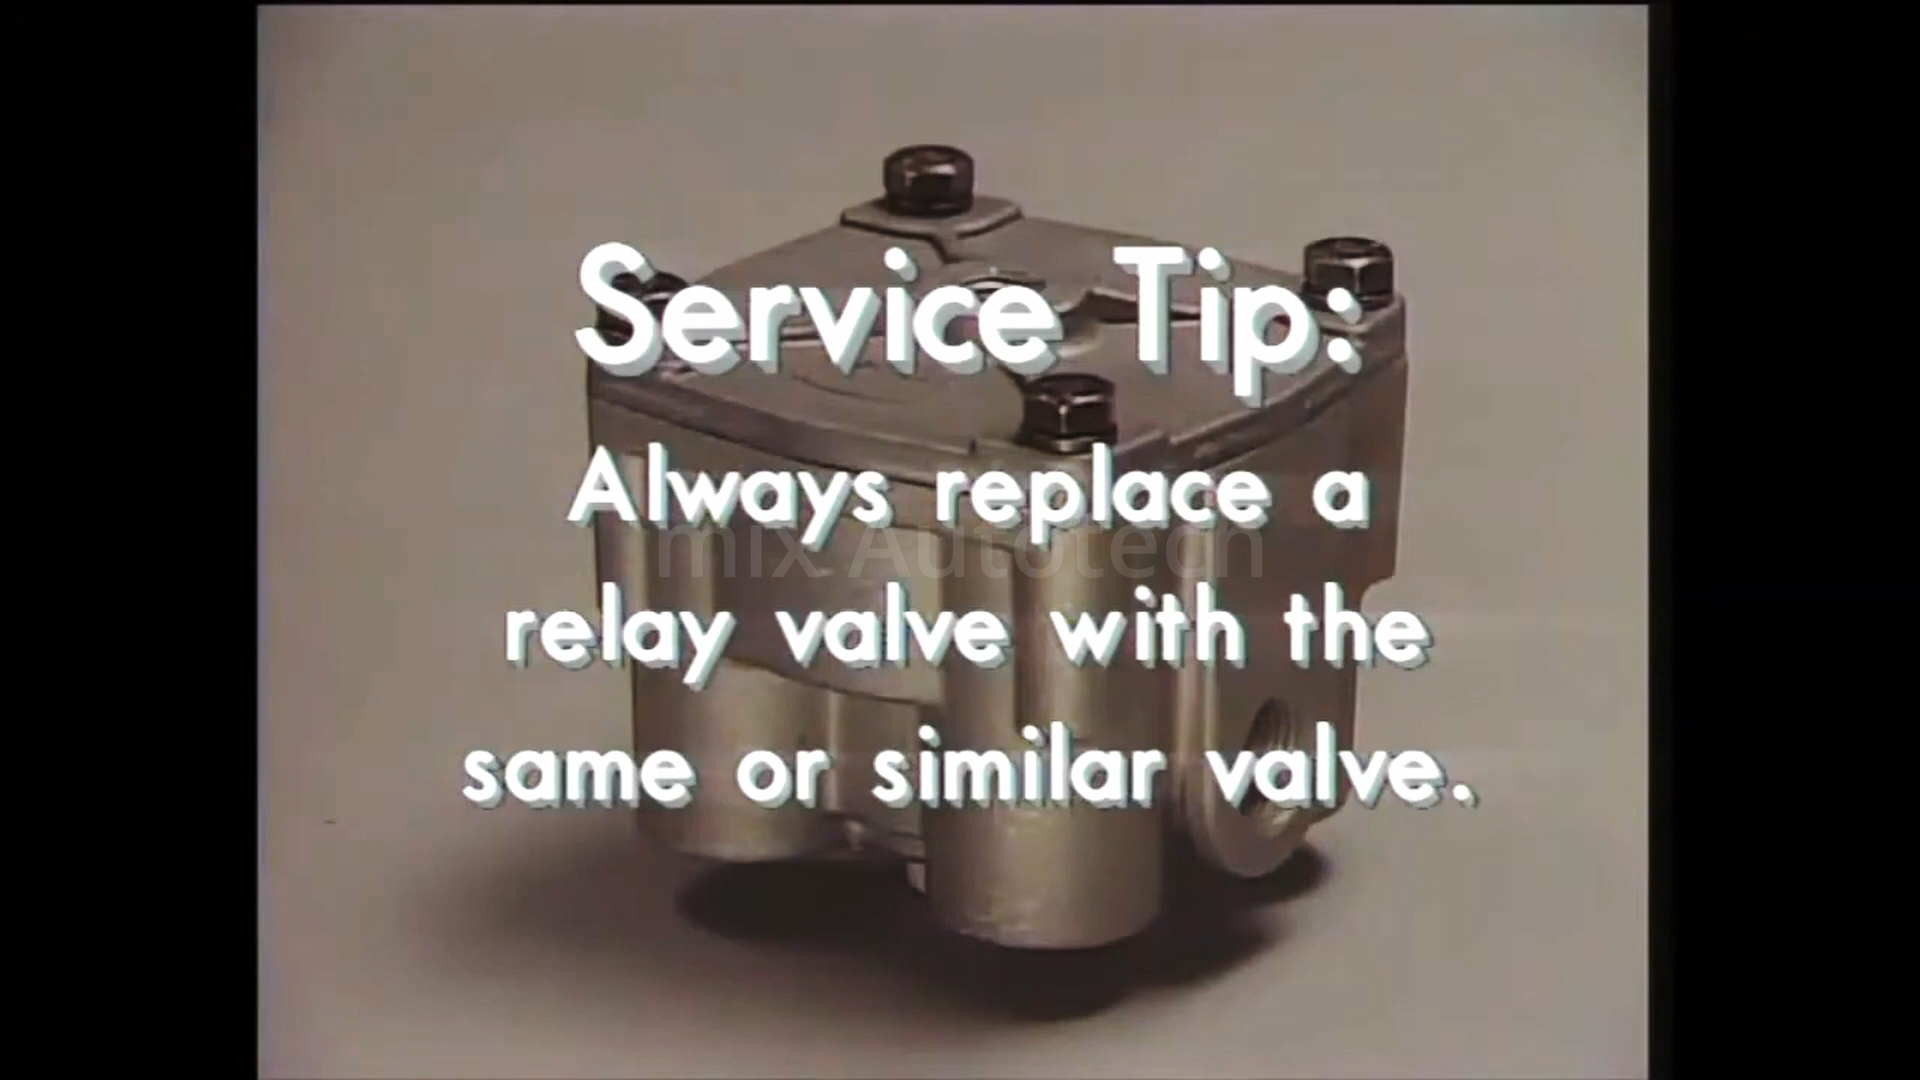 Service Tip:
Always replace a
mix Autotech
relay valve with the
same or similar valve.